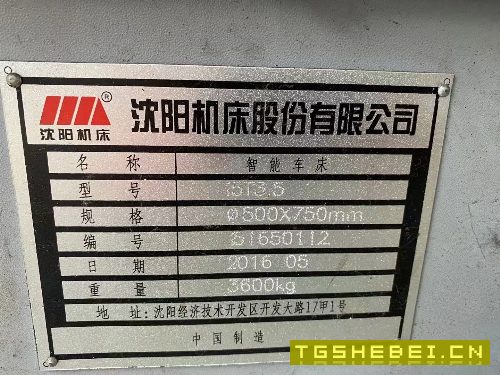 沈阳机床股份有限公司
® 沈阳机床
名称 智能车床
型号 i5T3.5
规格 Ø500X750mm
编号 i51650112
日期 2016 05
重量 3600kg
地 址:沈阳经济技术开发区开发大路17甲1号
中国制造
TGSHEBEI.CN